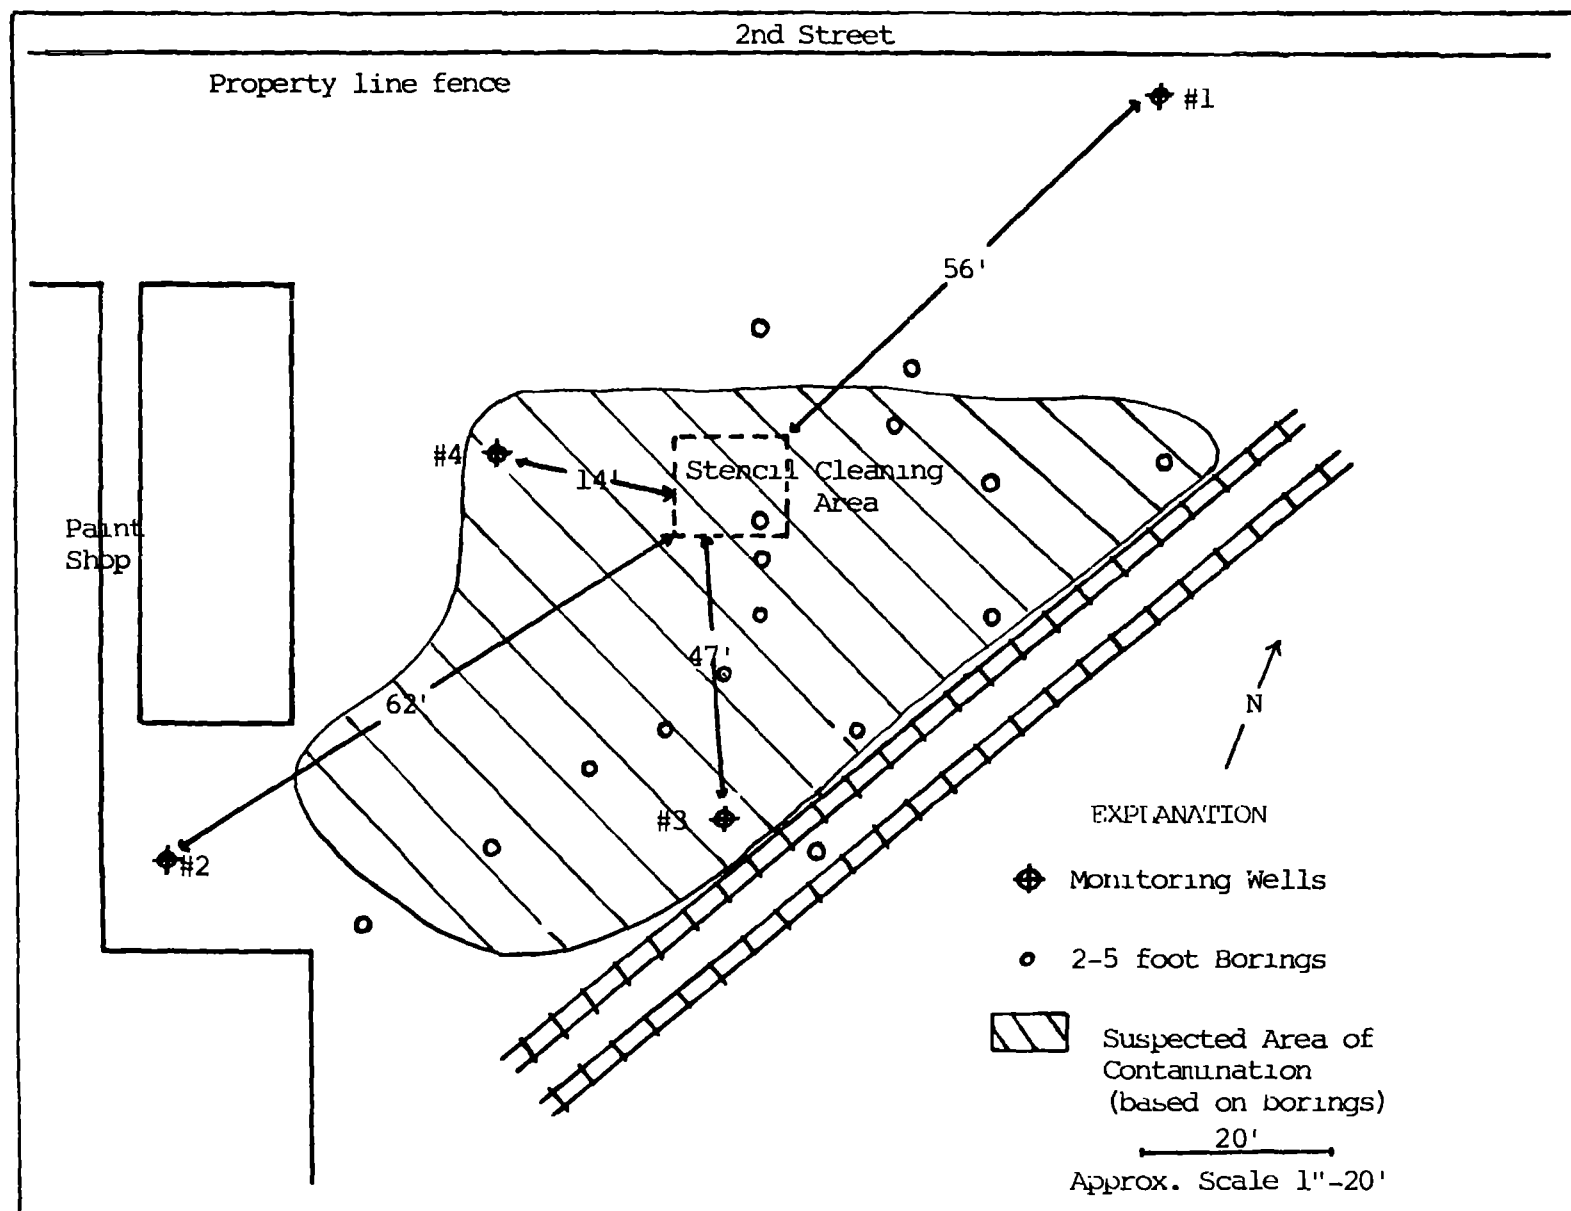 2nd Street
Property line fence
#1
56'
#4
14'
Stencil Cleaning
Area
Paint
Shop
47'
62'
N
#3
#2
EXPLANATION
Monitoring Wells
2-5 foot Borings
Suspected Area of
Contamination
(based on borings)
20'
Approx. Scale 1"-20'